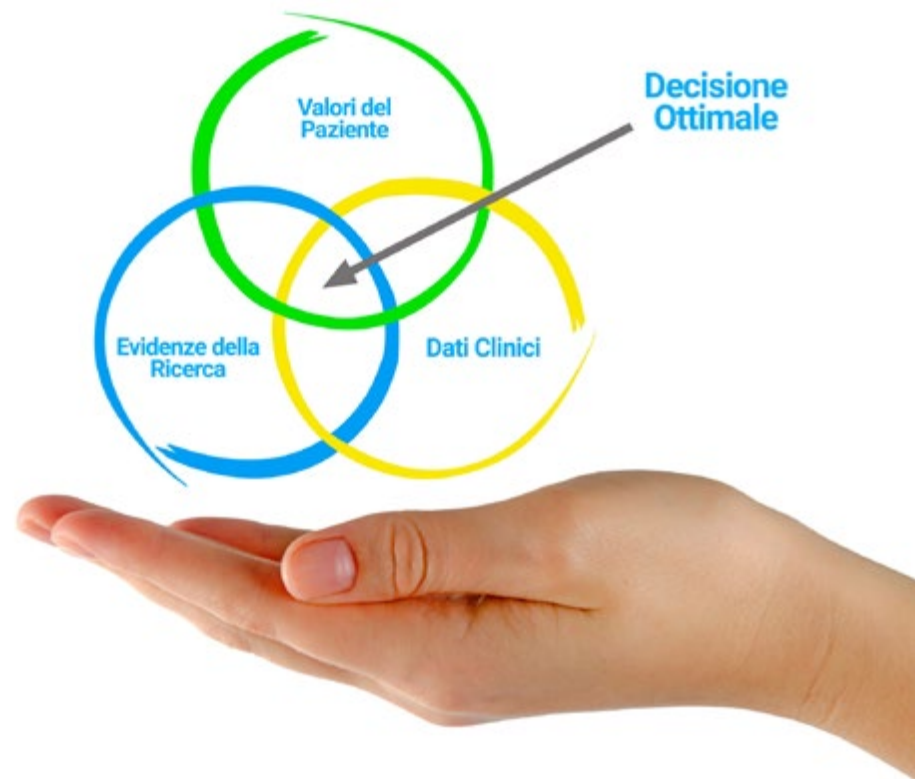 Valori del
Paziente
Decisione
Ottimale
Evidenze della
Ricerca
Dati Clinici